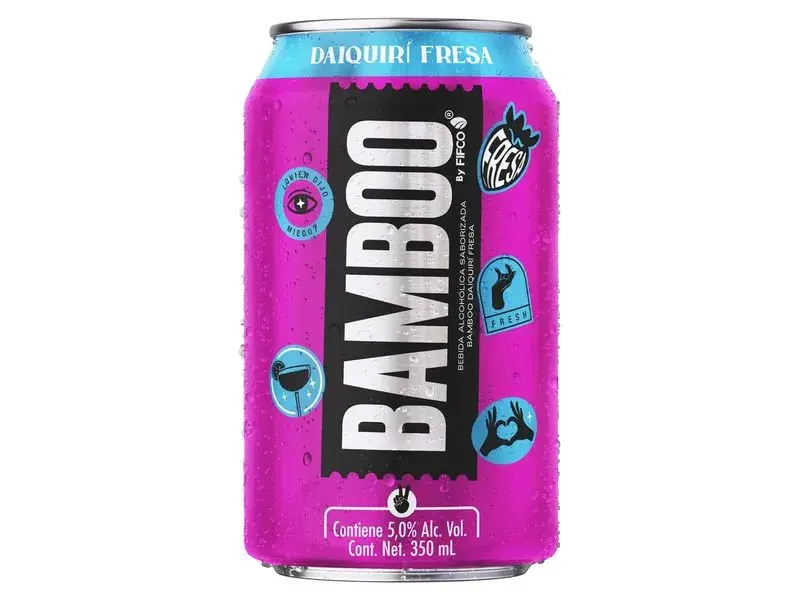 DAIQUIRÍ FRESA
BAMBOO®
By FIFCO
BEBIDA ALCOHÓLICA SABORIZADA
BAMBOO DAIQUIRÍ FRESA
¿QUIÉN DIJO
MIEDO?
FRESA
FRESH
Contiene 5,0% Alc. Vol.
Cont. Net. 350 mL